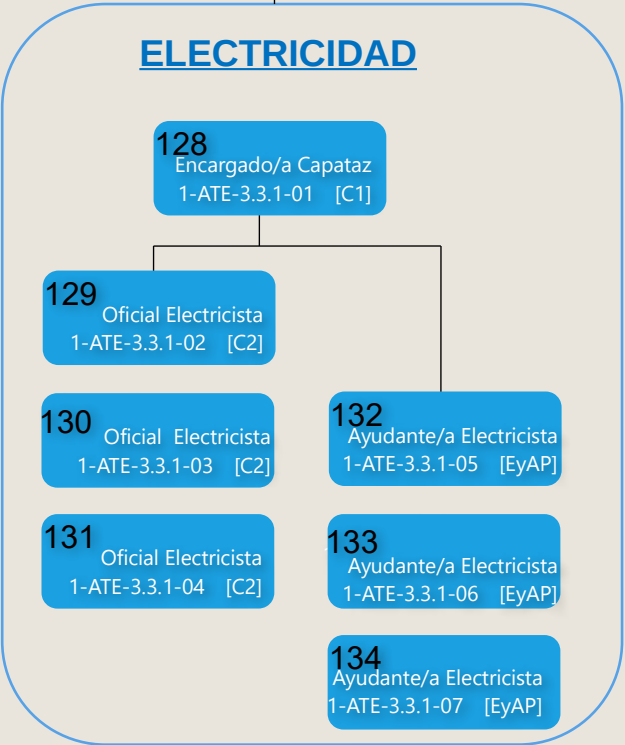 ELECTRICIDAD
128
Encargado/a Capataz
1-ATE-3.3.1-01 [C1]
129
Oficial Electricista
1-ATE-3.3.1-02 [C2]
130
Oficial Electricista
1-ATE-3.3.1-03 [C2]
131
Oficial Electricista
1-ATE-3.3.1-04 [C2]
132
Ayudante/a Electricista
1-ATE-3.3.1-05 [EyAP]
133
Ayudante/a Electricista
1-ATE-3.3.1-06 [EyAP]
134
Ayudante/a Electricista
1-ATE-3.3.1-07 [EyAP]